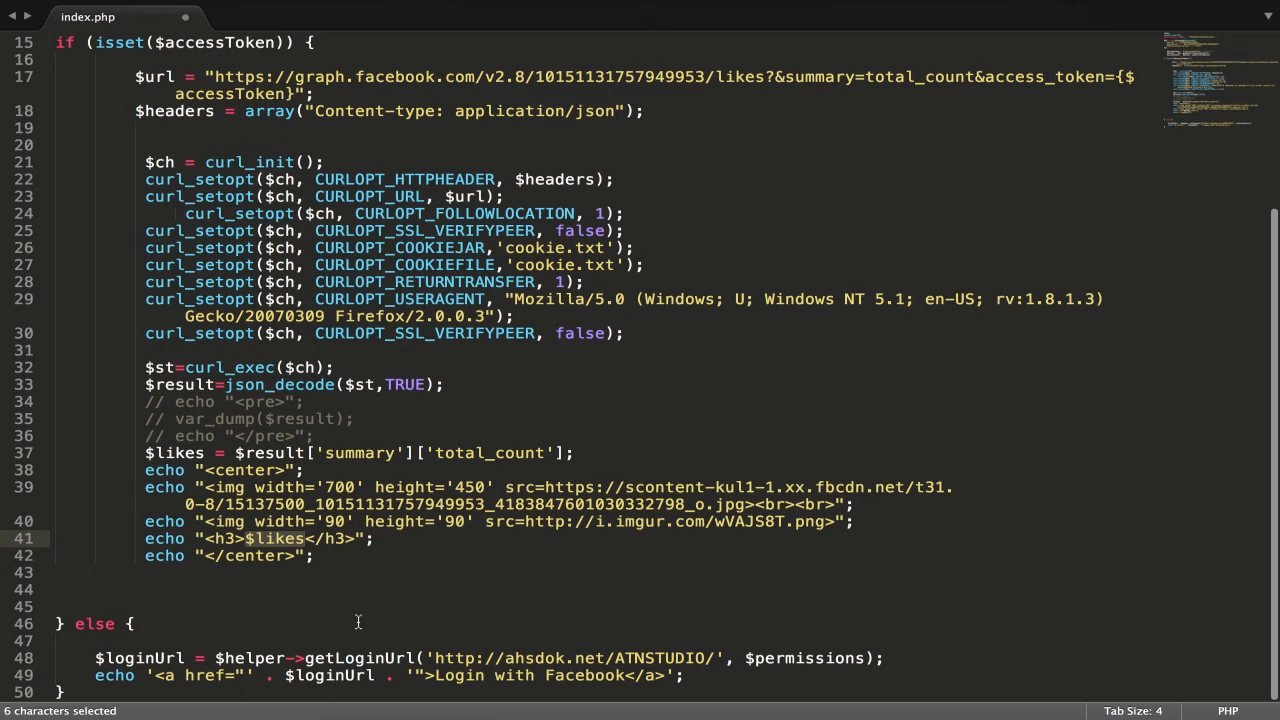 index.php
15 if (isset($accessToken)) {
16
17 $url = "https://graph.facebook.com/v2.8/10151131757949953/likes?&summary=total_count&access_token={$
accessToken}";
18 $headers = array("Content-type: application/json");
19
20
21 $ch = curl_init();
22 curl_setopt($ch, CURLOPT_HTTPHEADER, $headers);
23 curl_setopt($ch, CURLOPT_URL, $url);
24 curl_setopt($ch, CURLOPT_FOLLOWLOCATION, 1);
25 curl_setopt($ch, CURLOPT_SSL_VERIFYPEER, false);
26 curl_setopt($ch, CURLOPT_COOKIEJAR,'cookie.txt');
27 curl_setopt($ch, CURLOPT_COOKIEFILE,'cookie.txt');
28 curl_setopt($ch, CURLOPT_RETURNTRANSFER, 1);
29 curl_setopt($ch, CURLOPT_USERAGENT, "Mozilla/5.0 (Windows; U; Windows NT 5.1; en-US; rv:1.8.1.3)
Gecko/20070309 Firefox/2.0.0.3");
30 curl_setopt($ch, CURLOPT_SSL_VERIFYPEER, false);
31
32 $st=curl_exec($ch);
33 $result=json_decode($st,TRUE);
34 // echo "<pre>";
35 // var_dump($result);
36 // echo "</pre>";
37 $likes = $result['summary']['total_count'];
38 echo "<center>";
39 echo "<img width='700' height='450' src=https://scontent-kul1-1.xx.fbcdn.net/t31.
0-8/15137500_10151131757949953_4183847601030332798_o.jpg><br><br>";
40 echo "<img width='90' height='90' src=http://i.imgur.com/wVAJS8T.png>";
41 echo "<h3>$likes</h3>";
42 echo "</center>";
43
44
45
46 } else {
47
48 $loginUrl = $helper->getLoginUrl('http://ahsdok.net/ATNSTUDIO/', $permissions);
49 echo '<a href="' . $loginUrl . '">Login with Facebook</a>';
50 }
6 characters selected
Tab Size: 4
PHP